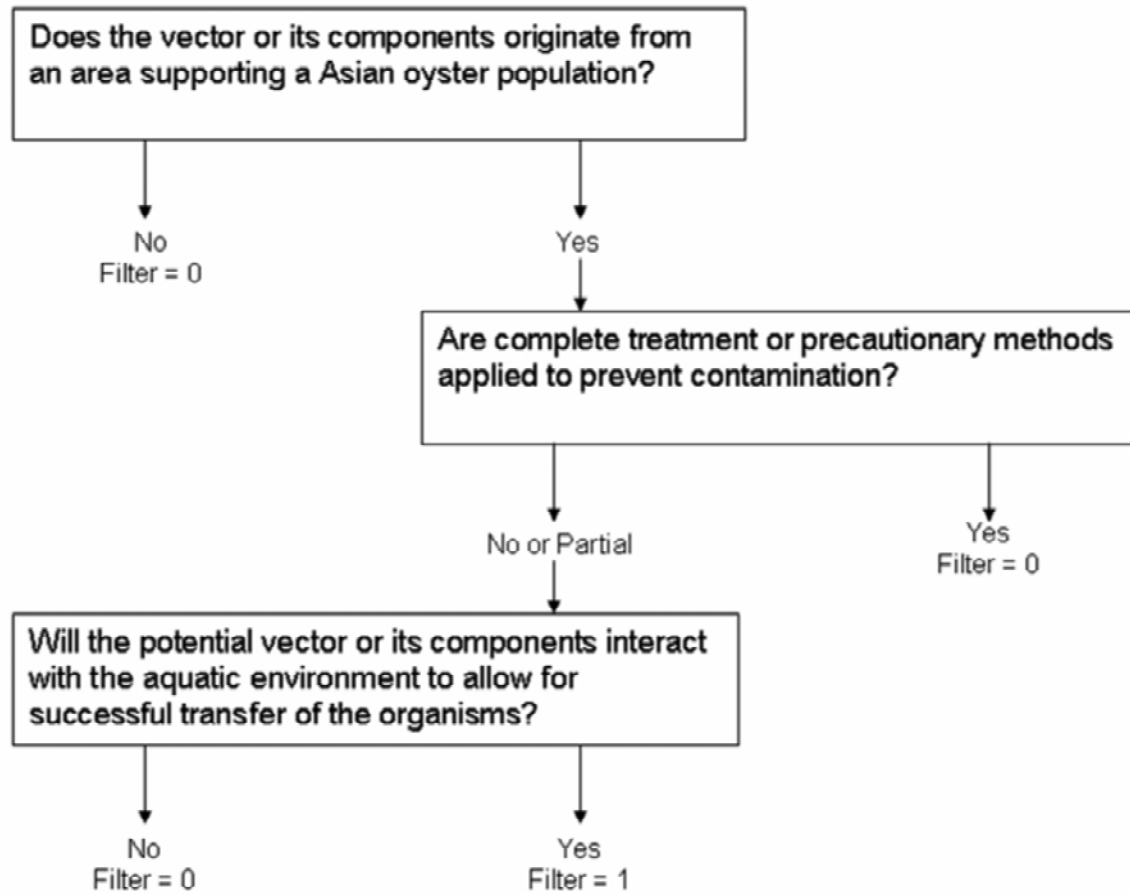 Does the vector or its components originate from
an area supporting a Asian oyster population?
No
Filter = 0
Yes
Are complete treatment or precautionary methods
applied to prevent contamination?
No or Partial
Yes
Filter = 0
Will the potential vector or its components interact
with the aquatic environment to allow for
successful transfer of the organisms?
No
Filter = 0
Yes
Filter = 1